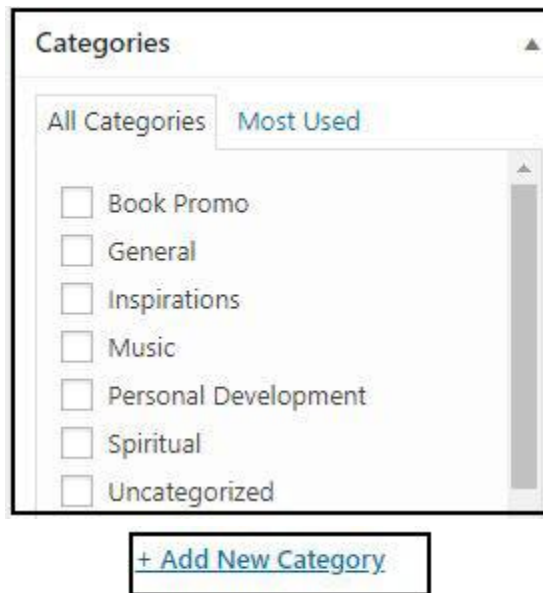 Categories
All Categories Most Used
Book Promo
General
Inspirations
Music
Personal Development
Spiritual
Uncategorized
+ Add New Category